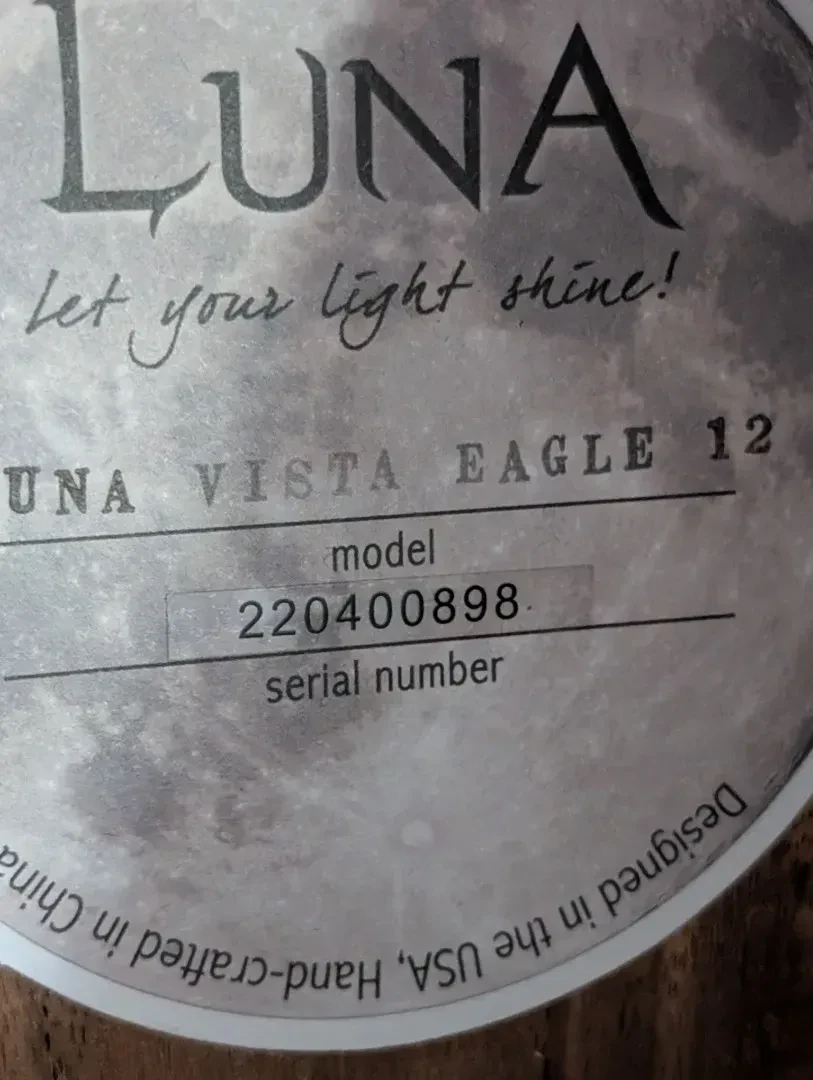 LUNA
Let your light shine!
UNA VISTA EAGLE 12
model
220400898
serial number
Designed in the USA, Hand-crafted in China